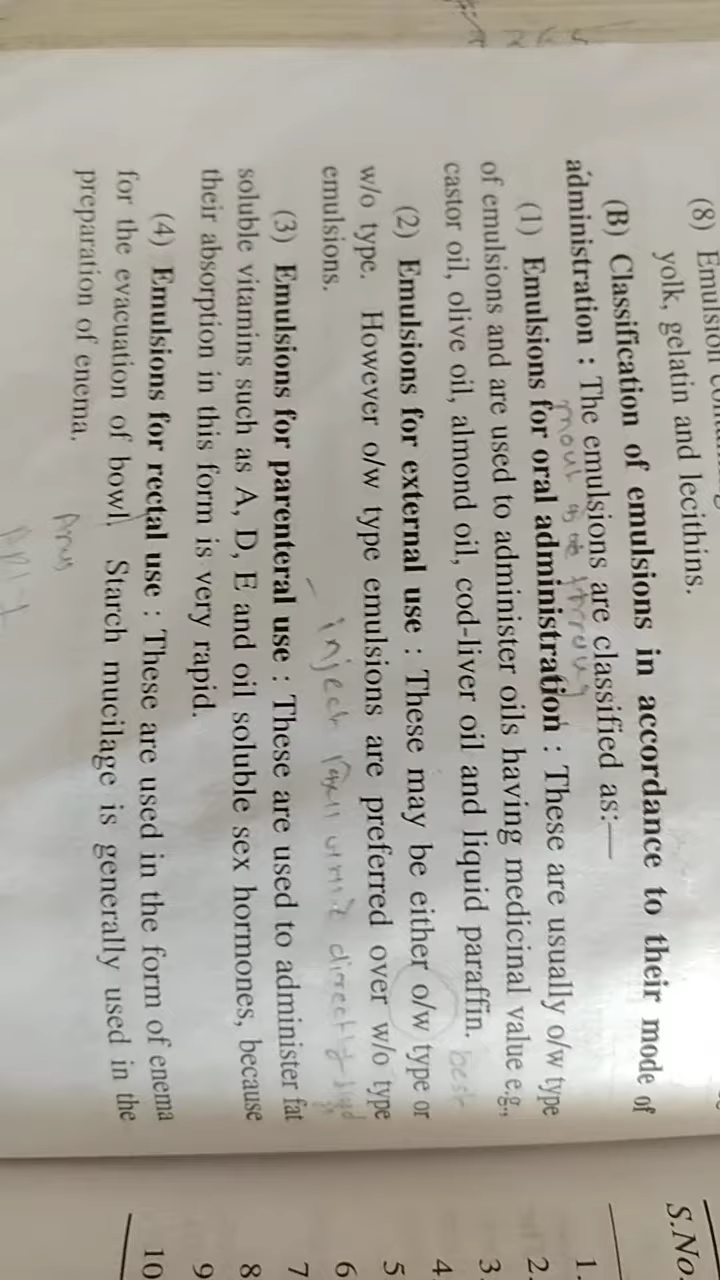 (8) Emulsion
yolk, gelatin and lecithins.
(B) Classification of emulsions in accordance to their mode of
administration : The emulsions are classified as:—
(1) Emulsions for oral administration : These are usually o/w type
of emulsions and are used to administer oils having medicinal value e.g.,
castor oil, olive oil, almond oil, cod-liver oil and liquid paraffin.
best
(2) Emulsions for external use : These may be either o/w type or
w/o type. However o/w type emulsions are preferred over w/o type
emulsions.
inject directly
(3) Emulsions for parenteral use : These are used to administer fat
soluble vitamins such as A, D, E and oil soluble sex hormones, because
their absorption in this form is very rapid.
(4) Emulsions for rectal use : These are used in the form of enema
for the evacuation of bowl. Starch mucilage is generally used in the
preparation of enema.
S.No
1.
2.
3.
4.
5
6
7
8
9
10